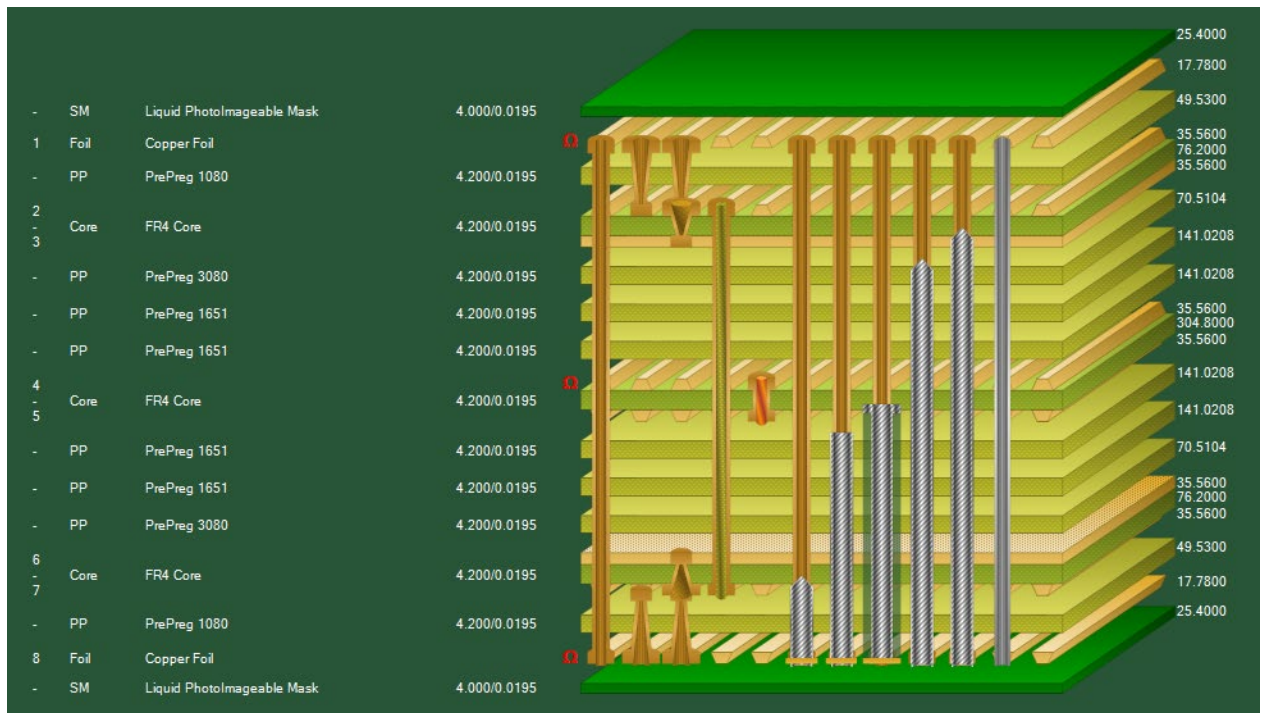 25.4000
17.7800
49.5300
- SM Liquid PhotoImageable Mask 4.000/0.0195
1 Foil Copper Foil Ω
35.5600
76.2000
35.5600
- PP PrePreg 1080 4.200/0.0195
70.5104
2
- Core FR4 Core 4.200/0.0195
3
141.0208
- PP PrePreg 3080 4.200/0.0195
141.0208
- PP PrePreg 1651 4.200/0.0195
35.5600
304.8000
35.5600
- PP PrePreg 1651 4.200/0.0195
141.0208
Ω
4
- Core FR4 Core 4.200/0.0195
5
141.0208
- PP PrePreg 1651 4.200/0.0195
70.5104
- PP PrePreg 1651 4.200/0.0195
35.5600
76.2000
35.5600
- PP PrePreg 3080 4.200/0.0195
49.5300
6
- Core FR4 Core 4.200/0.0195
7
17.7800
25.4000
- PP PrePreg 1080 4.200/0.0195
8 Foil Copper Foil Ω
- SM Liquid PhotoImageable Mask 4.000/0.0195